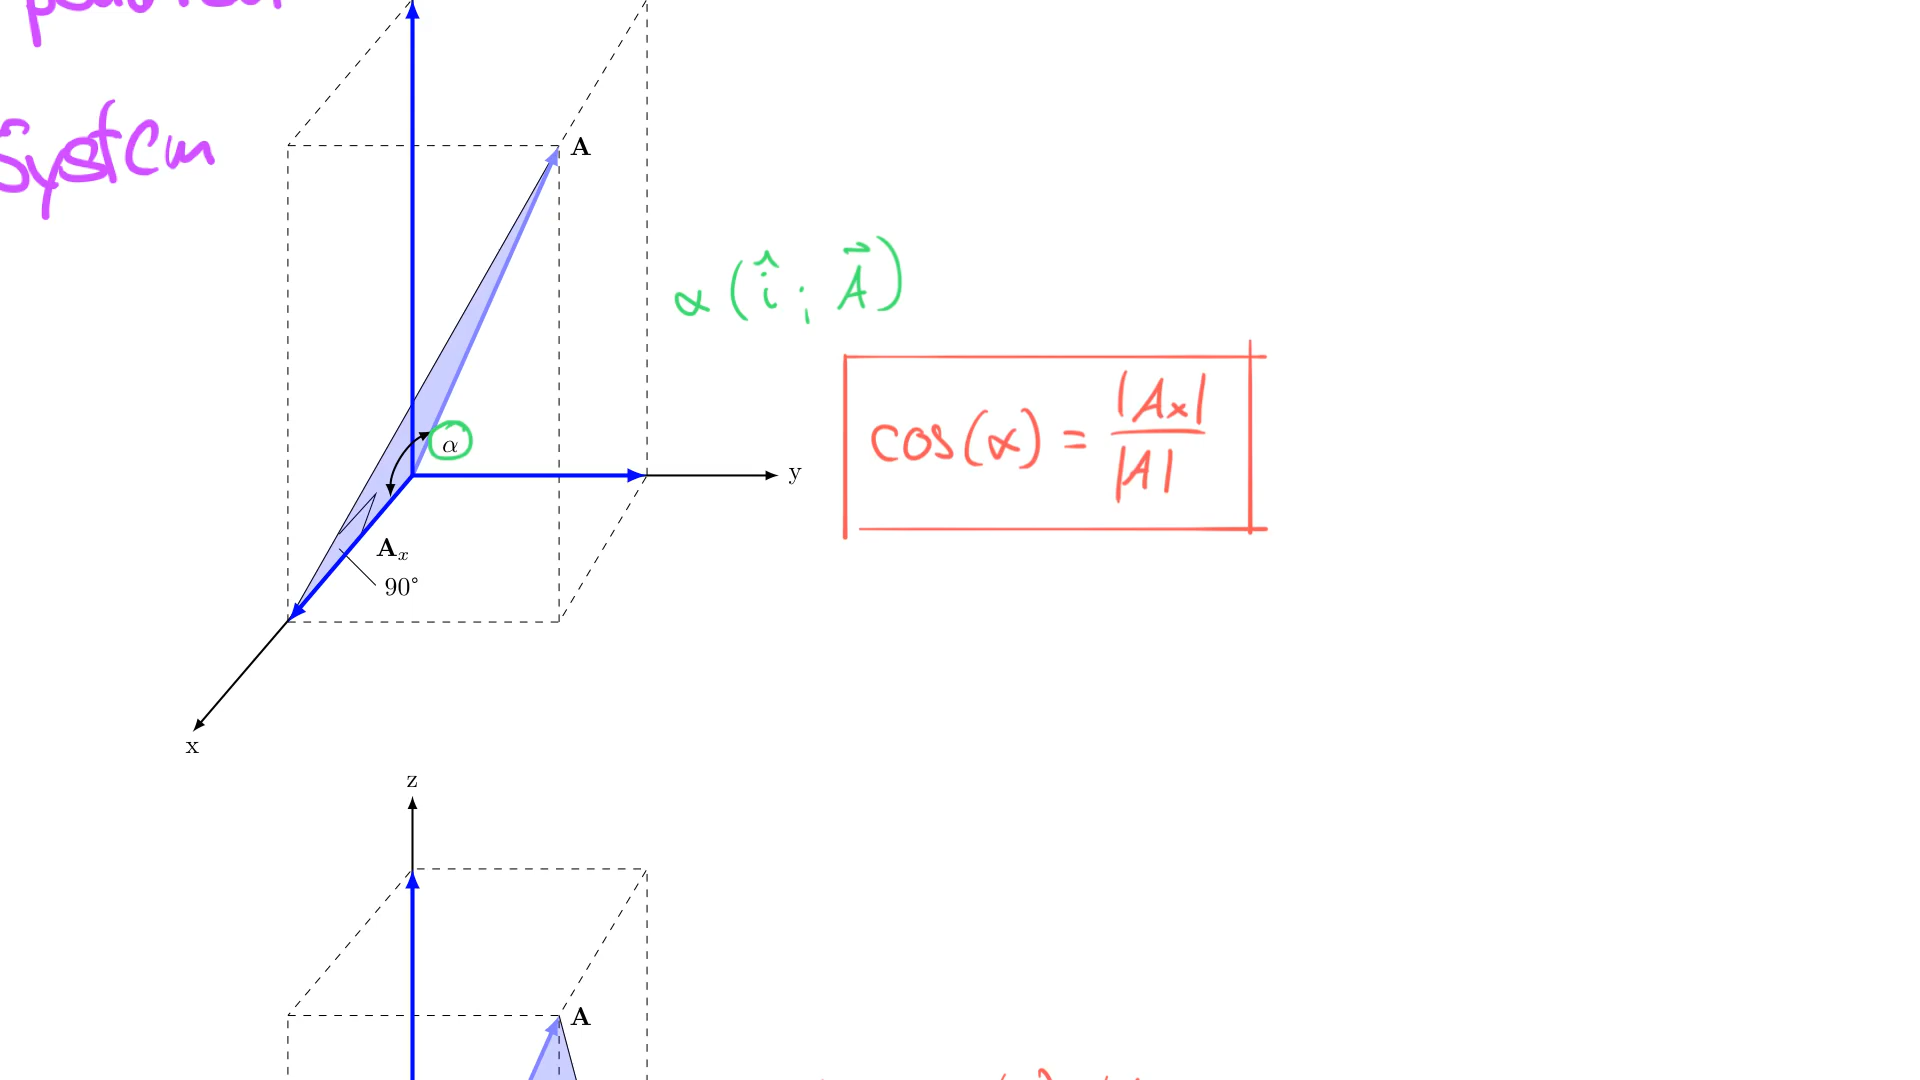 System
A
α(î; A⃗)
cos(α) = |Ax| / |A|
α
y
Aₓ
90°
x
z
A